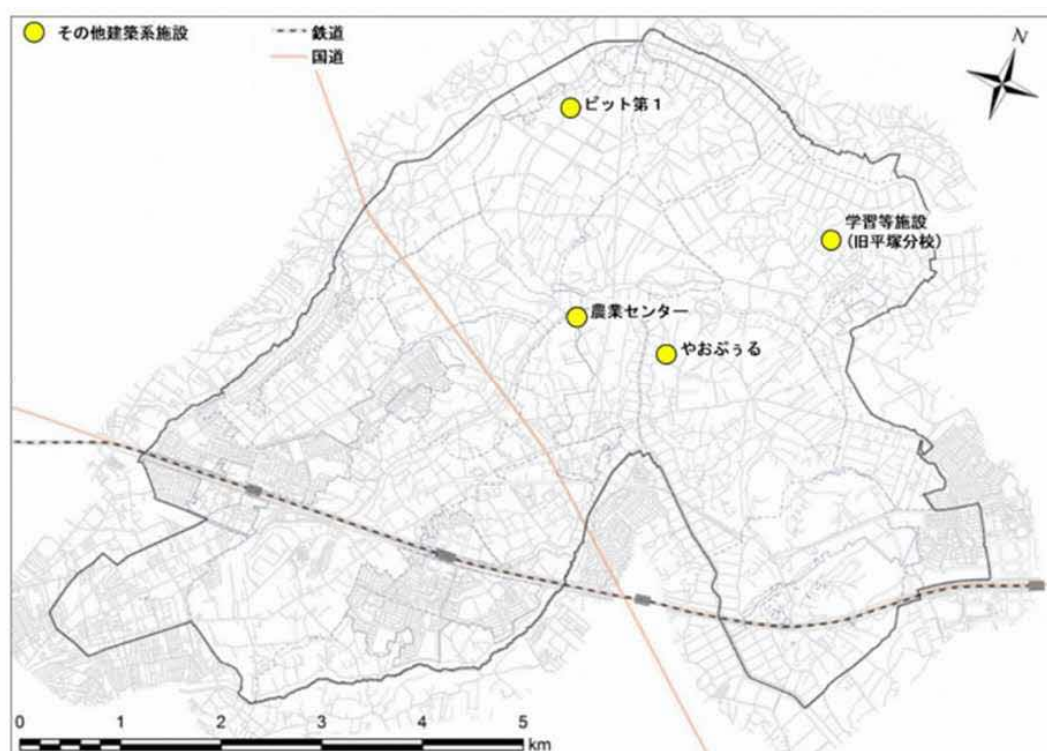 その他建築系施設
鉄道
国道
N
ピット第1
学習等施設
(旧平塚分校)
農業センター
やおぱぁる
0 1 2 3 4 5
km